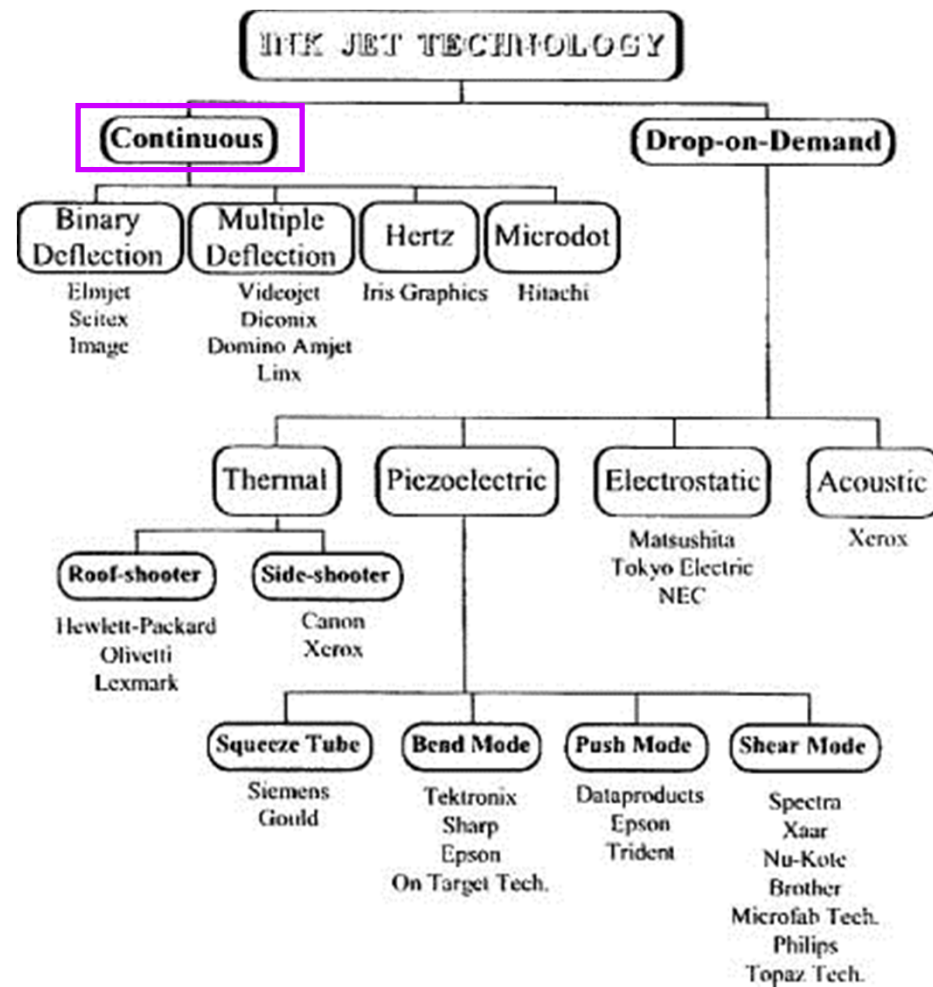 INK JET TECHNOLOGY
Continuous
Drop-on-Demand
Binary
Deflection
Elmjet
Scitex
Image
Multiple
Deflection
Videojet
Diconix
Domino Amjet
Linx
Hertz
Iris Graphics
Microdot
Hitachi
Thermal
Piezoelectric
Electrostatic
Matsushita
Tokyo Electric
NEC
Acoustic
Xerox
Roof-shooter
Hewlett-Packard
Olivetti
Lexmark
Side-shooter
Canon
Xerox
Squeeze Tube
Siemens
Gould
Bend Mode
Tektronix
Sharp
Epson
On Target Tech.
Push Mode
Dataproducts
Epson
Trident
Shear Mode
Spectra
Xaar
Nu-Kote
Brother
Microfab Tech.
Philips
Topaz Tech.